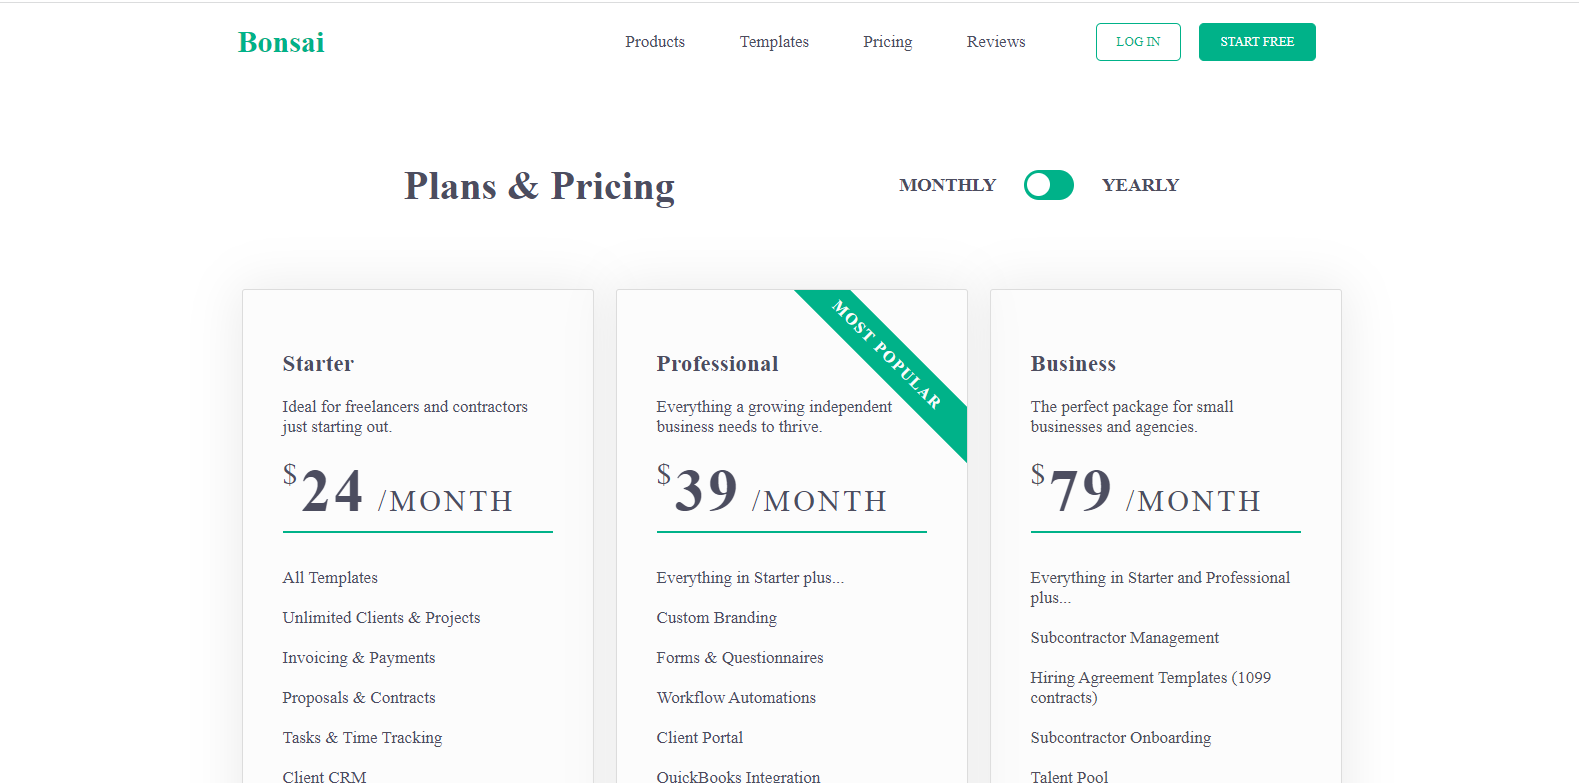 Bonsai
Products Templates Pricing Reviews LOG IN START FREE
Plans & Pricing
MONTHLY YEARLY
Starter
Ideal for freelancers and contractors
just starting out.
$24 /MONTH
All Templates
Unlimited Clients & Projects
Invoicing & Payments
Proposals & Contracts
Tasks & Time Tracking
Client CRM
MOST POPULAR
Professional
Everything a growing independent
business needs to thrive.
$39 /MONTH
Everything in Starter plus...
Custom Branding
Forms & Questionnaires
Workflow Automations
Client Portal
QuickBooks Integration
Business
The perfect package for small
businesses and agencies.
$79 /MONTH
Everything in Starter and Professional
plus...
Subcontractor Management
Hiring Agreement Templates (1099
contracts)
Subcontractor Onboarding
Talent Pool